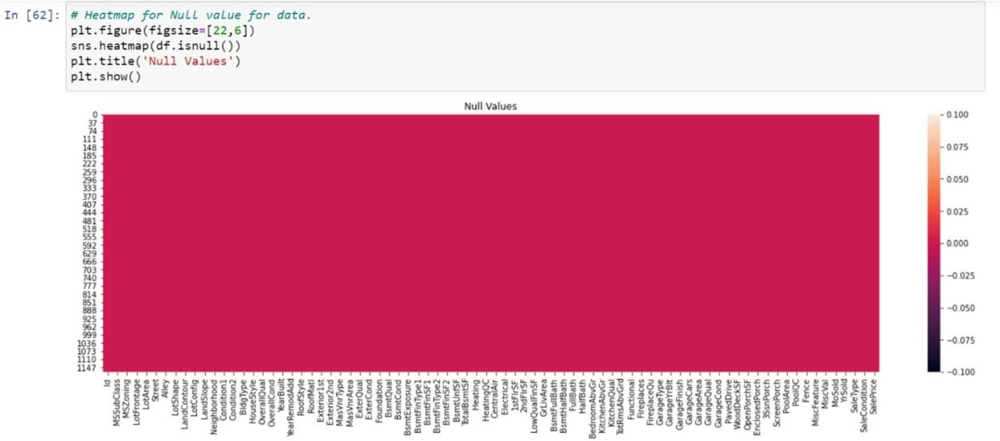 In [62]: # Heatmap for Null value for data.
plt.figure(figsize=[22,6])
sns.heatmap(df.isnull())
plt.title('Null Values')
plt.show()
Null Values
0
37
74
111
148
185
222
259
296
333
370
407
444
481
518
555
592
629
666
703
740
777
814
851
888
925
962
999
1036
1073
1110
1147
0.100
0.075
0.050
0.025
0.000
−0.025
−0.050
−0.075
−0.100
Id
MSSubClass
MSZoning
LotFrontage
LotArea
Street
Alley
LotShape
LandContour
LotConfig
LandSlope
Neighborhood
Condition1
Condition2
BldgType
HouseStyle
OverallQual
OverallCond
YearBuilt
YearRemodAdd
RoofStyle
RoofMatl
Exterior1st
Exterior2nd
MasVnrType
MasVnrArea
ExterQual
ExterCond
Foundation
BsmtQual
BsmtCond
BsmtExposure
BsmtFinType1
BsmtFinSF1
BsmtFinType2
BsmtFinSF2
BsmtUnfSF
TotalBsmtSF
Heating
HeatingQC
CentralAir
Electrical
1stFlrSF
2ndFlrSF
LowQualFinSF
GrLivArea
BsmtFullBath
BsmtHalfBath
FullBath
HalfBath
BedroomAbvGr
KitchenAbvGr
KitchenQual
TotRmsAbvGrd
Functional
Fireplaces
FireplaceQu
GarageType
GarageYrBlt
GarageFinish
GarageCars
GarageArea
GarageQual
GarageCond
PavedDrive
WoodDeckSF
OpenPorchSF
EnclosedPorch
3SsnPorch
ScreenPorch
PoolArea
PoolQC
Fence
MiscFeature
MiscVal
MoSold
YrSold
SaleType
SaleCondition
SalePrice